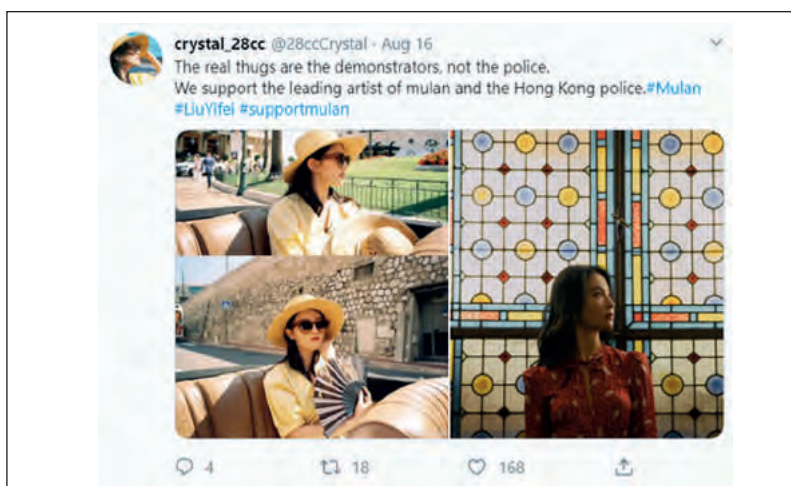 crystal_28cc @28ccCrystal · Aug 16
The real thugs are the demonstrators, not the police.
We support the leading artist of mulan and the Hong Kong police.#Mulan
#LiuYifei #supportmulan
4 18 168